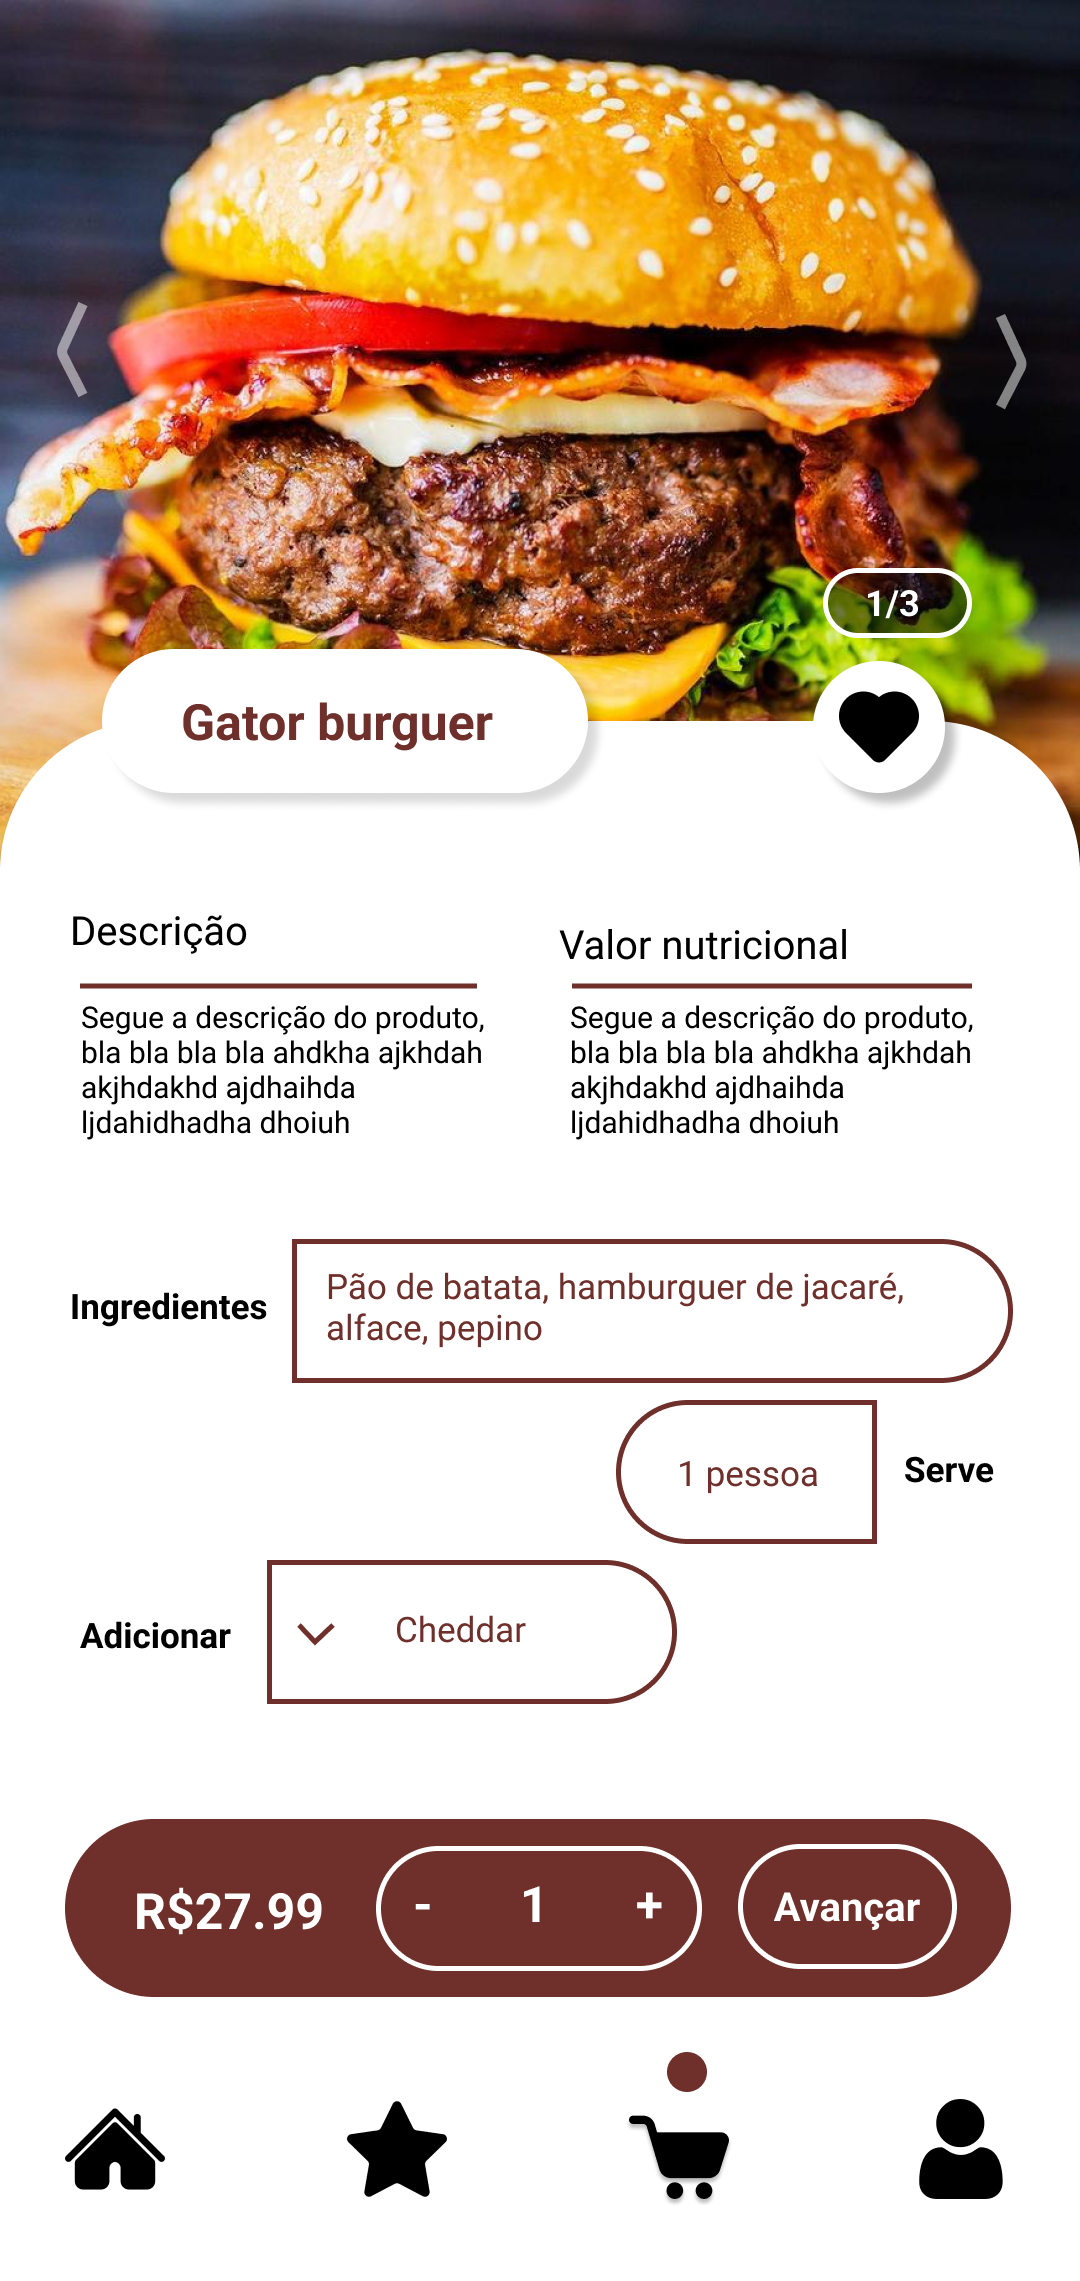 1/3
Gator burguer
Descrição
Segue a descrição do produto,
bla bla bla bla ahdkha ajkhdah
akjhdakhd ajdhaihda
ljdahidhadha dhoiuh
Valor nutricional
Segue a descrição do produto,
bla bla bla bla ahdkha ajkhdah
akjhdakhd ajdhaihda
ljdahidhadha dhoiuh
Ingredientes
Pão de batata, hamburguer de jacaré,
alface, pepino
1 pessoa
Serve
Adicionar
Cheddar
R$27.99
- 1 +
Avançar